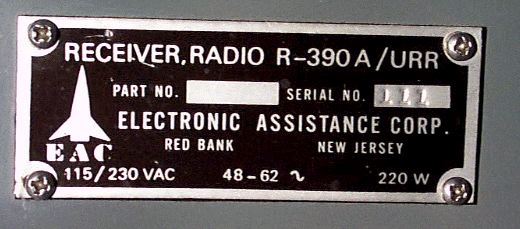 RECEIVER, RADIO R-390A/URR
PART NO. SERIAL NO. 111
ELECTRONIC ASSISTANCE CORP.
EAC RED BANK NEW JERSEY
115/230 VAC 48-62 ∿ 220 W